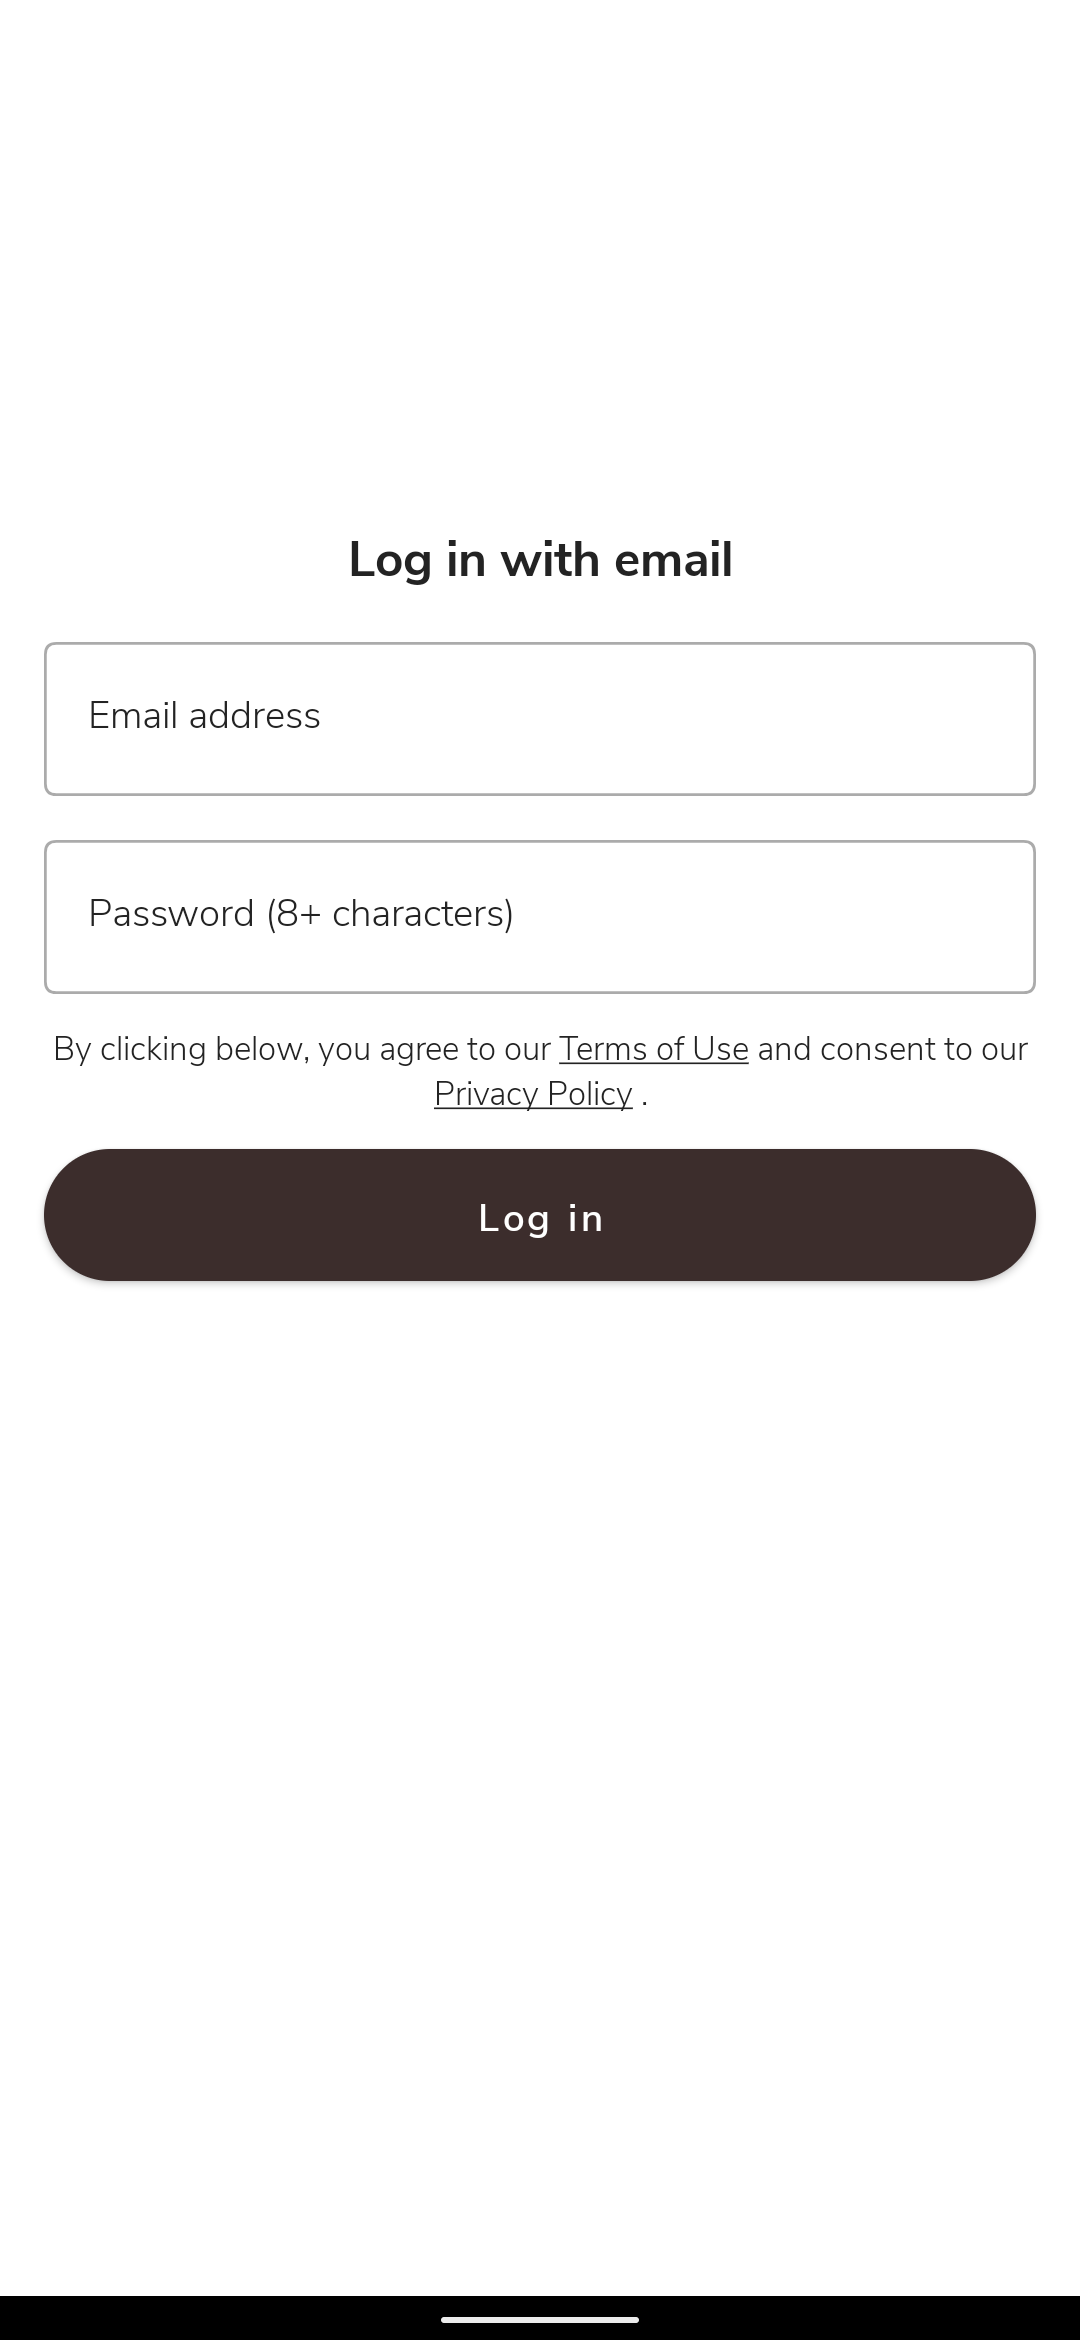 Log in with email
Email address
Password (8+ characters)
By clicking below, you agree to our Terms of Use and consent to our
Privacy Policy .
Log in